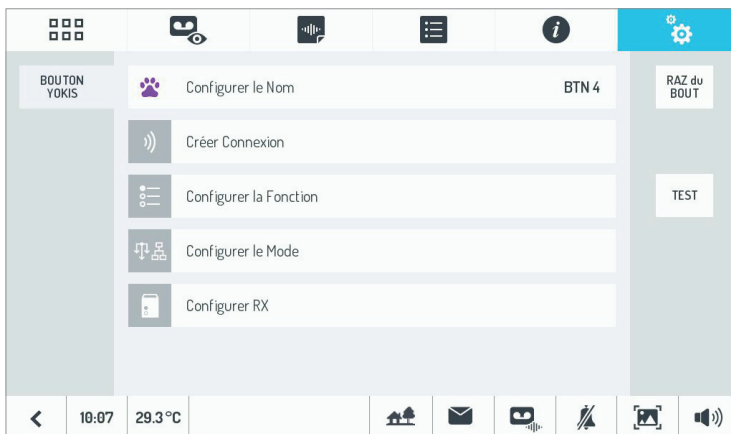 BOUTON
YOKIS
Configurer le Nom BTN 4
RAZ du
BOUT
Créer Connexion
Configurer la Fonction
TEST
Configurer le Mode
Configurer RX
10:07 29.3°C